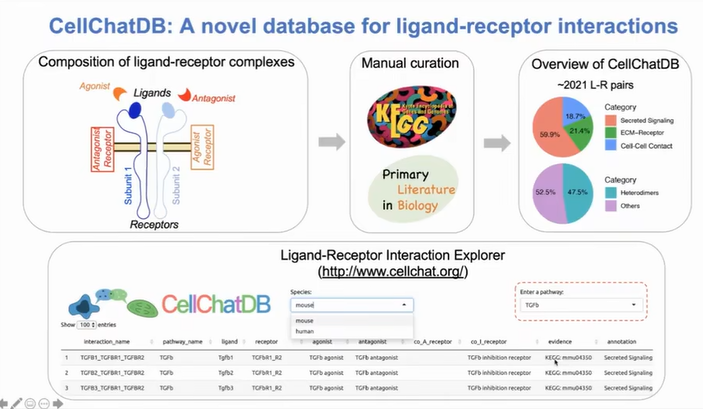 CellChatDB: A novel database for ligand-receptor interactions
Composition of ligand-receptor complexes
Agonist
Ligands
Antagonist
Antagonist
Receptor
Subunit 1
Subunit 2
Agonist
Receptor
Receptors
Manual curation
KEGG
Primary
Literature
in Biology
Overview of CellChatDB
~2021 L-R pairs
18.7%
59.9%
21.4%
Category
Secreted Signaling
ECM-Receptor
Cell-Cell Contact
52.5%
47.5%
Category
Heterodimers
Others
Ligand-Receptor Interaction Explorer
(http://www.cellchat.org/)
CellChatDB
Species:
mouse
mouse
human
Enter a pathway:
TGFb
Show 100 entries
interaction_name pathway_name ligand receptor agonist antagonist co_A_receptor co_I_receptor evidence annotation
1 TGFB1_TGFBR1_TGFBR2 TGFb Tgfb1 TGFbR1_R2 TGFb agonist TGFb antagonist TGFb inhibition receptor KEGG: mmu04350 Secreted Signaling
2 TGFB2_TGFBR1_TGFBR2 TGFb Tgfb2 TGFbR1_R2 TGFb agonist TGFb antagonist TGFb inhibition receptor KEGG: mmu04350 Secreted Signaling
3 TGFB3_TGFBR1_TGFBR2 TGFb Tgfb3 TGFbR1_R2 TGFb agonist TGFb antagonist TGFb inhibition receptor KEGG: mmu04350 Secreted Signaling